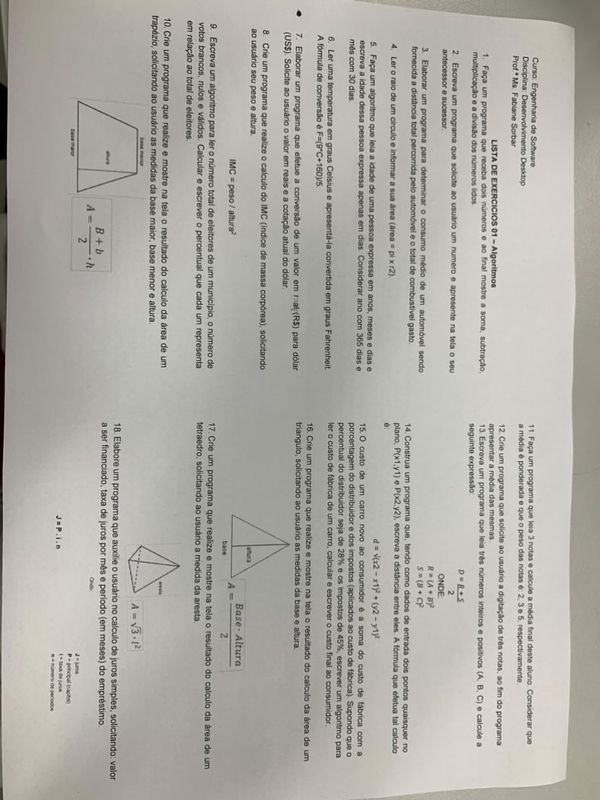 Curso: Engenharia de Software
Disciplina: Desenvolvimento Desktop
Prof.ª Ms. Fabiane Sorbar
LISTA DE EXERCICIOS 01 – Algoritmos
1. Faça um programa que receba dois números e ao final mostre a soma, subtração,
multiplicação e a divisão dos números lidos.
2. Escreva um programa que solicite ao usuário um numero e apresente na tela o seu
antecessor e sucessor.
3. Elaborar um programa para determinar o consumo médio de um automóvel sendo
fornecida a distância total percorrida pelo automóvel e o total de combustível gasto.
4. Ler o raio de um circulo e informar a sua área (área = pi x r2).
5. Faça um algoritmo que leia a idade de uma pessoa expressa em anos, meses e dias e
escreva a idade dessa pessoa expressa apenas em dias. Considerar ano com 365 dias e
mês com 30 dias.
6. Ler uma temperatura em graus Celsius e apresentá-la convertida em graus Fahrenheit.
A fórmula de conversão é F=(9*C+160)/5.
7. Elaborar um programa que efetue a conversão de um valor em real (R$) para dólar
(US$). Solicite ao usuário o valor em reais e a cotação atual do dólar.
8. Crie um programa que realize o calculo do IMC (índice de massa corpórea), solicitando
ao usuário seu peso e altura.
IMC = peso / altura²
9. Escreva um algoritmo para ler o número total de eleitores de um município, o número de
votos brancos, nulos e válidos. Calcular e escrever o percentual que cada um representa
em relação ao total de eleitores.
10. Crie um programa que realize e mostre na tela o resultado do calculo da área de um
trapézio, solicitando ao usuário as medidas da base maior, base menor e altura.
base menor
altura
base maior
A = B + b / 2 · h
11. Faça um programa que leia 3 notas e calcule a média final deste aluno. Considerar que
a média é ponderada e que o peso das notas é: 2, 3 e 5, respectivamente.
12. Crie um programa que solicite ao usuário a digitação de três notas, ao fim do programa
apresentar a média das mesmas.
13. Escreva um programa que leia três números inteiros e positivos (A, B, C) e calcule a
seguinte expressão:
D = R + S
2
ONDE:
R = (A + B)²
S = (B + C)²
14. Construa um programa que, tendo como dados de entrada dois pontos quaisquer no
plano, P(x1,y1) e P(x2,y2), escreva a distância entre eles. A fórmula que efetua tal calculo
é:
d = √(x2 − x1)² + (y2 − y1)²
15. O custo de um carro novo ao consumidor é a soma do custo de fábrica com a
porcentagem do distribuidor e dos impostos (aplicados ao custo de fábrica). Supondo que o
percentual do distribuidor seja de 28% e os impostos de 45%, escrever um algoritmo para
ler o custo de fábrica de um carro, calcular e escrever o custo final ao consumidor.
16. Crie um programa que realize e mostre na tela o resultado do calculo da área de um
triangulo, solicitando ao usuário as medidas da base e altura.
altura
base
A = Base · Altura / 2
17. Crie um programa que realize e mostre na tela o resultado do calculo da área de um
tetraedro, solicitando ao usuário a medida da aresta.
aresta
A = √3 · l²
18. Elabore um programa que auxilie o usuário no calculo de juros simples, solicitando: valor
a ser financiado, taxa de juros por mês e período (em meses) do empréstimo.
Onde:
J = P . i . n
J = juros
P = principal (capital)
i = taxa de juros
n = número de períodos